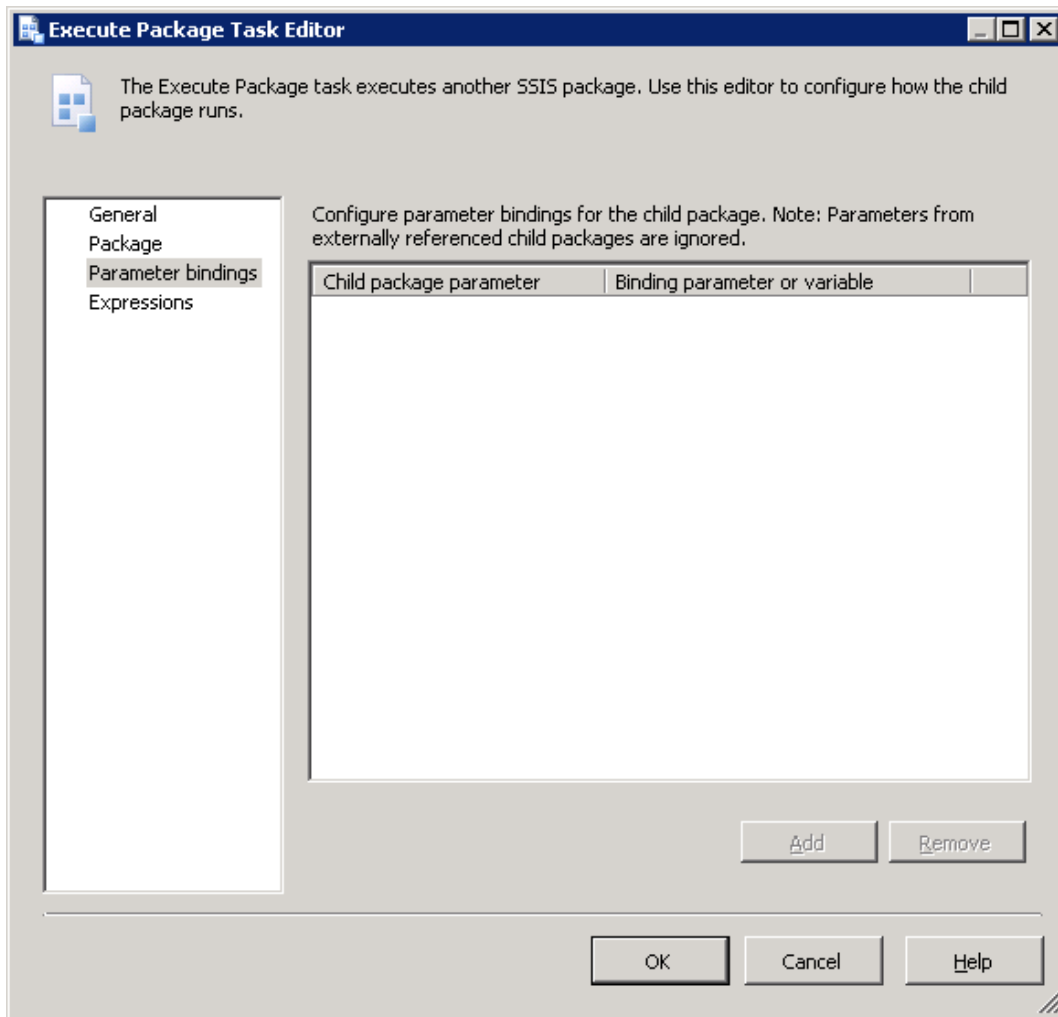 Execute Package Task Editor
The Execute Package task executes another SSIS package. Use this editor to configure how the child
package runs.
General
Package
Parameter bindings
Expressions
Configure parameter bindings for the child package. Note: Parameters from
externally referenced child packages are ignored.
Child package parameter Binding parameter or variable
Add Remove
OK Cancel Help